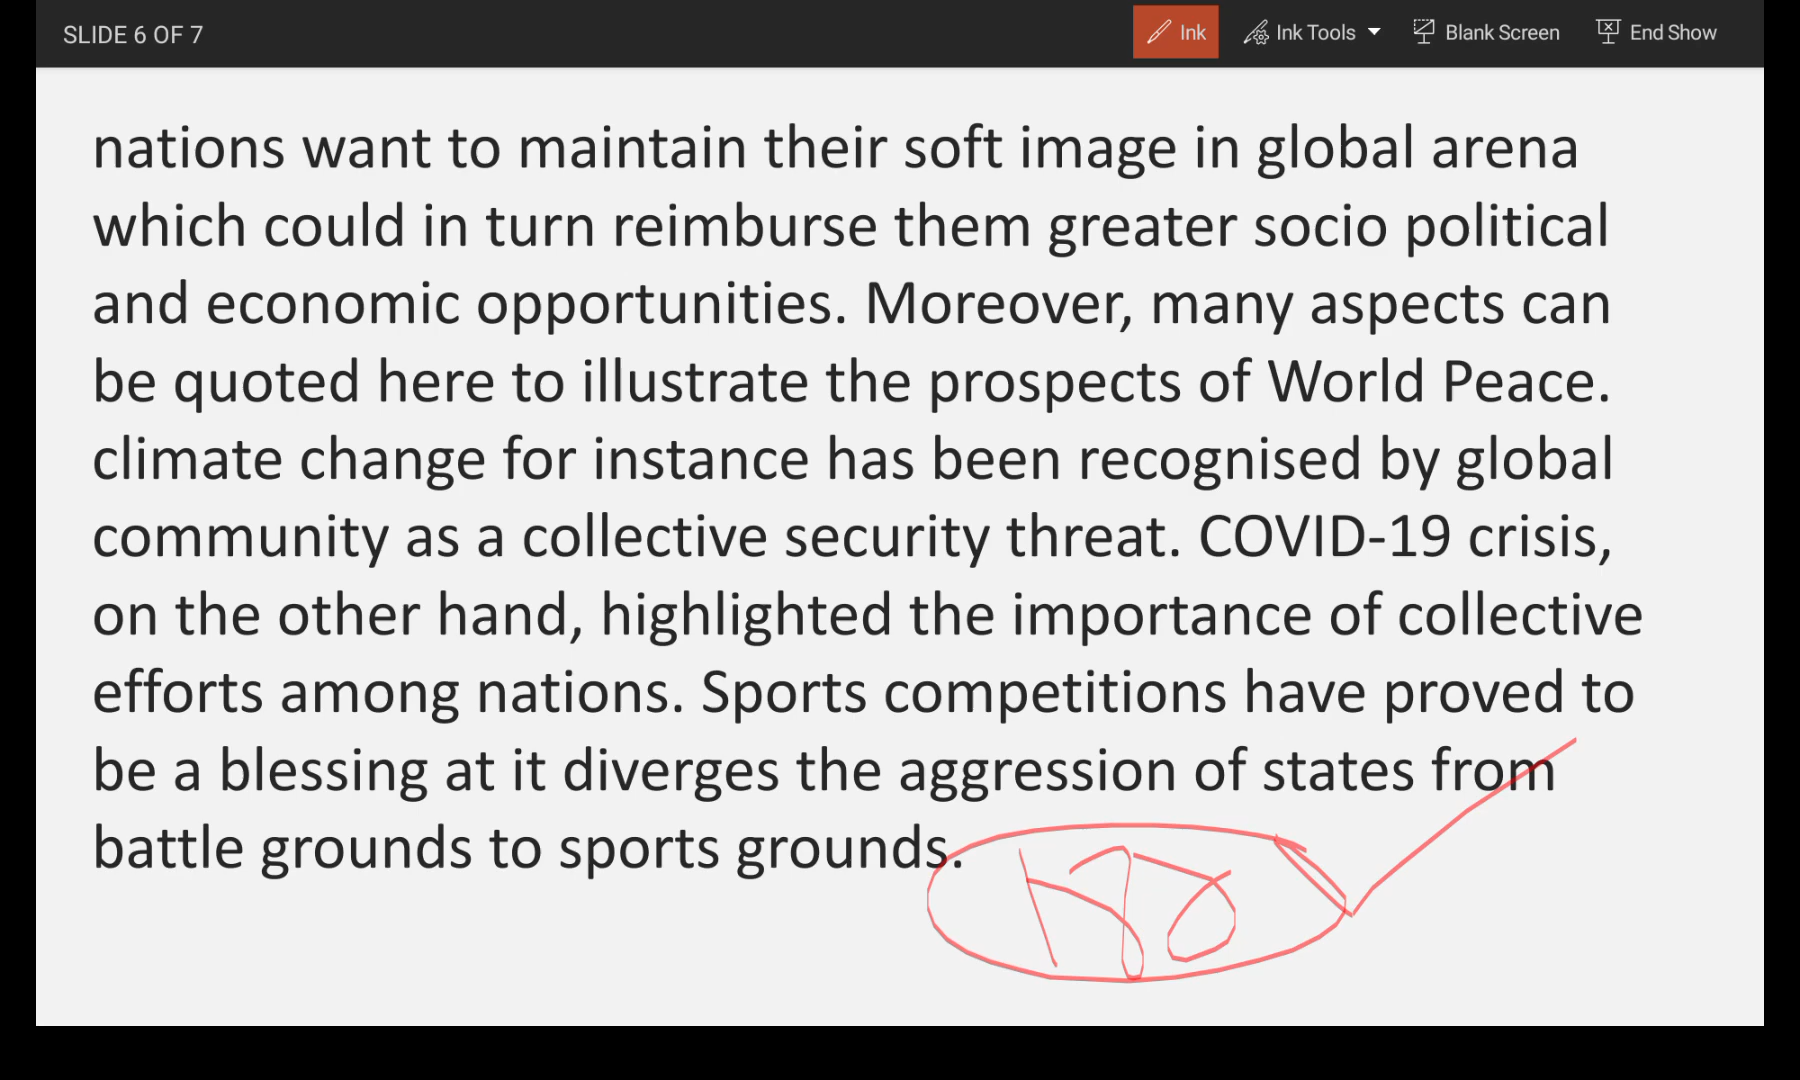 SLIDE 6 OF 7
Ink
Ink Tools
Blank Screen
End Show
nations want to maintain their soft image in global arena
which could in turn reimburse them greater socio political
and economic opportunities. Moreover, many aspects can
be quoted here to illustrate the prospects of World Peace.
climate change for instance has been recognised by global
community as a collective security threat. COVID-19 crisis,
on the other hand, highlighted the importance of collective
efforts among nations. Sports competitions have proved to
be a blessing at it diverges the aggression of states from
battle grounds to sports grounds.